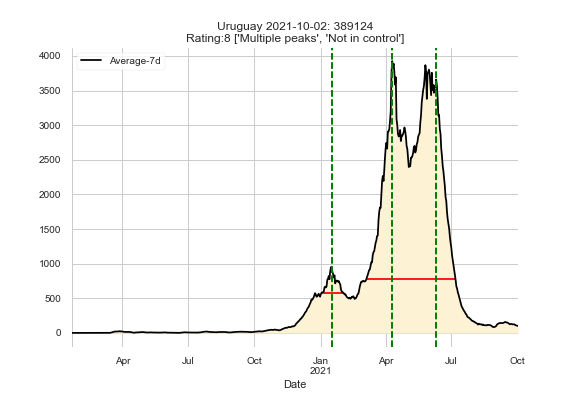 Uruguay 2021-10-02: 389124
Rating:8 ['Multiple peaks', 'Not in control']
Average-7d
4000
3500
3000
2500
2000
1500
1000
500
0
Apr
Jul
Oct
Jan
2021
Apr
Jul
Oct
Date